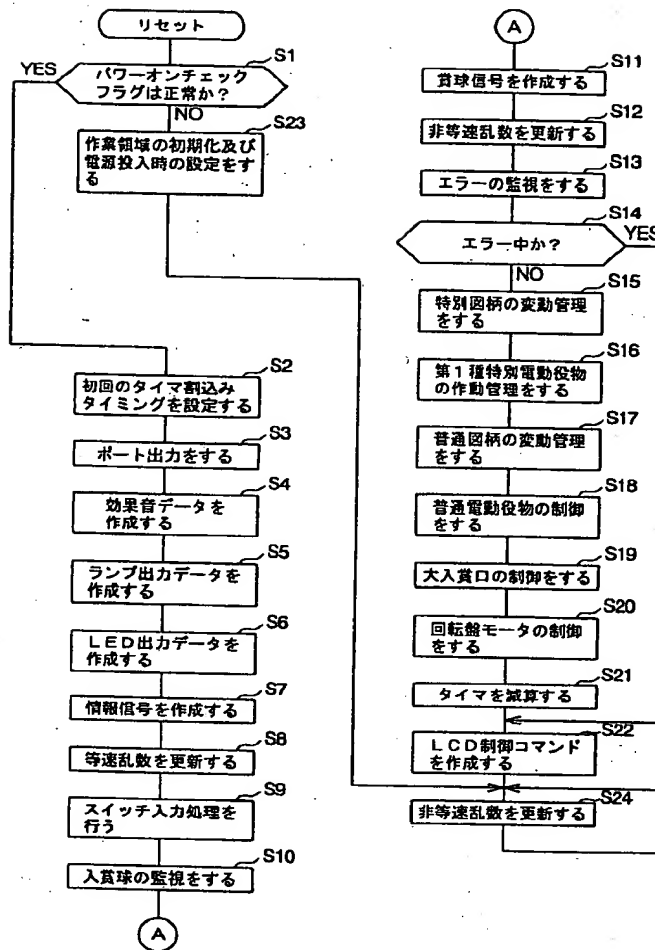 リセット
S1
YES
パワーオンチェック
フラグは正常か?
NO
S23
作業領域の初期化及び
電源投入時の設定をす
る
S2
初回のタイマ割込み
タイミングを設定する
S3
ポート出力をする
S4
効果音データを
作成する
S5
ランプ出力データを
作成する
S6
LED出力データを
作成する
S7
情報信号を作成する
S8
等速乱数を更新する
S9
スイッチ入力処理を
行う
S10
入賞球の監視をする
A
A
S11
賞球信号を作成する
S12
非等速乱数を更新する
S13
エラーの監視をする
S14
エラー中か?
YES
NO
S15
特別図柄の変動管理
をする
S16
第1種特別電動役物
の作動管理をする
S17
普通図柄の変動管理
をする
S18
普通電動役物の制御
をする
S19
大入賞口の制御をする
S20
回転盤モータの制御
をする
S21
タイマを減算する
S22
LCD制御コマンド
を作成する
S24
非等速乱数を更新する